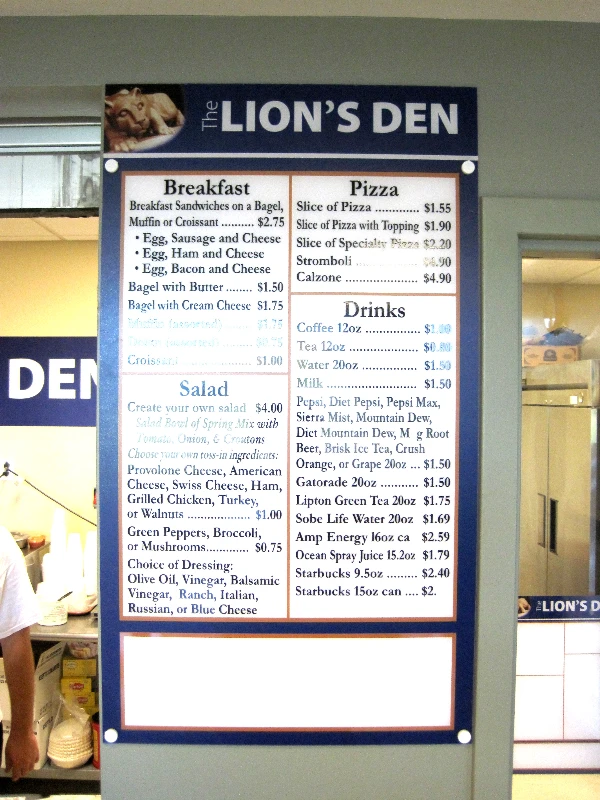 The LION'S DEN
Breakfast
Breakfast Sandwiches on a Bagel,
Muffin or Croissant .......... $2.75
• Egg, Sausage and Cheese
• Egg, Ham and Cheese
• Egg, Bacon and Cheese
Bagel with Butter ........ $1.50
Bagel with Cream Cheese $1.75
Muffin (assorted) ........ $1.75
(assorted) ........ $0.75
Croissant ................ $1.00
Salad
Create your own salad $4.00
Salad Bowl of Spring Mix with
Tomato, Onion, & Croutons
Choose your own toss-in ingredients:
Provolone Cheese, American
Cheese, Swiss Cheese, Ham,
Grilled Chicken, Turkey,
or Walnuts .................. $1.00
Green Peppers, Broccoli,
or Mushrooms............ $0.75
Choice of Dressing:
Olive Oil, Vinegar, Balsamic
Vinegar, Ranch, Italian,
Russian, or Blue Cheese
Pizza
Slice of Pizza ............. $1.55
Slice of Pizza with Topping $1.90
Slice of Specialty Pizza $2.20
Stromboli .................. $4.90
Calzone .................... $4.90
Drinks
Coffee 12oz ................
Tea 12oz ...................
Water 20oz ................. $1.50
Milk ........................ $1.50
Pepsi, Diet Pepsi, Pepsi Max,
Sierra Mist, Mountain Dew,
Diet Mountain Dew, M g Root
Beer, Brisk Ice Tea, Crush
Orange, or Grape 20oz ... $1.50
Gatorade 20oz ............ $1.50
Lipton Green Tea 20oz $1.75
Sobe Life Water 20oz $1.69
Amp Energy 16oz ca $2.59
Ocean Spray Juice 15.2oz $1.79
Starbucks 9.5oz .......... $2.40
Starbucks 15oz can .... $2.
DEN
The LION'S D